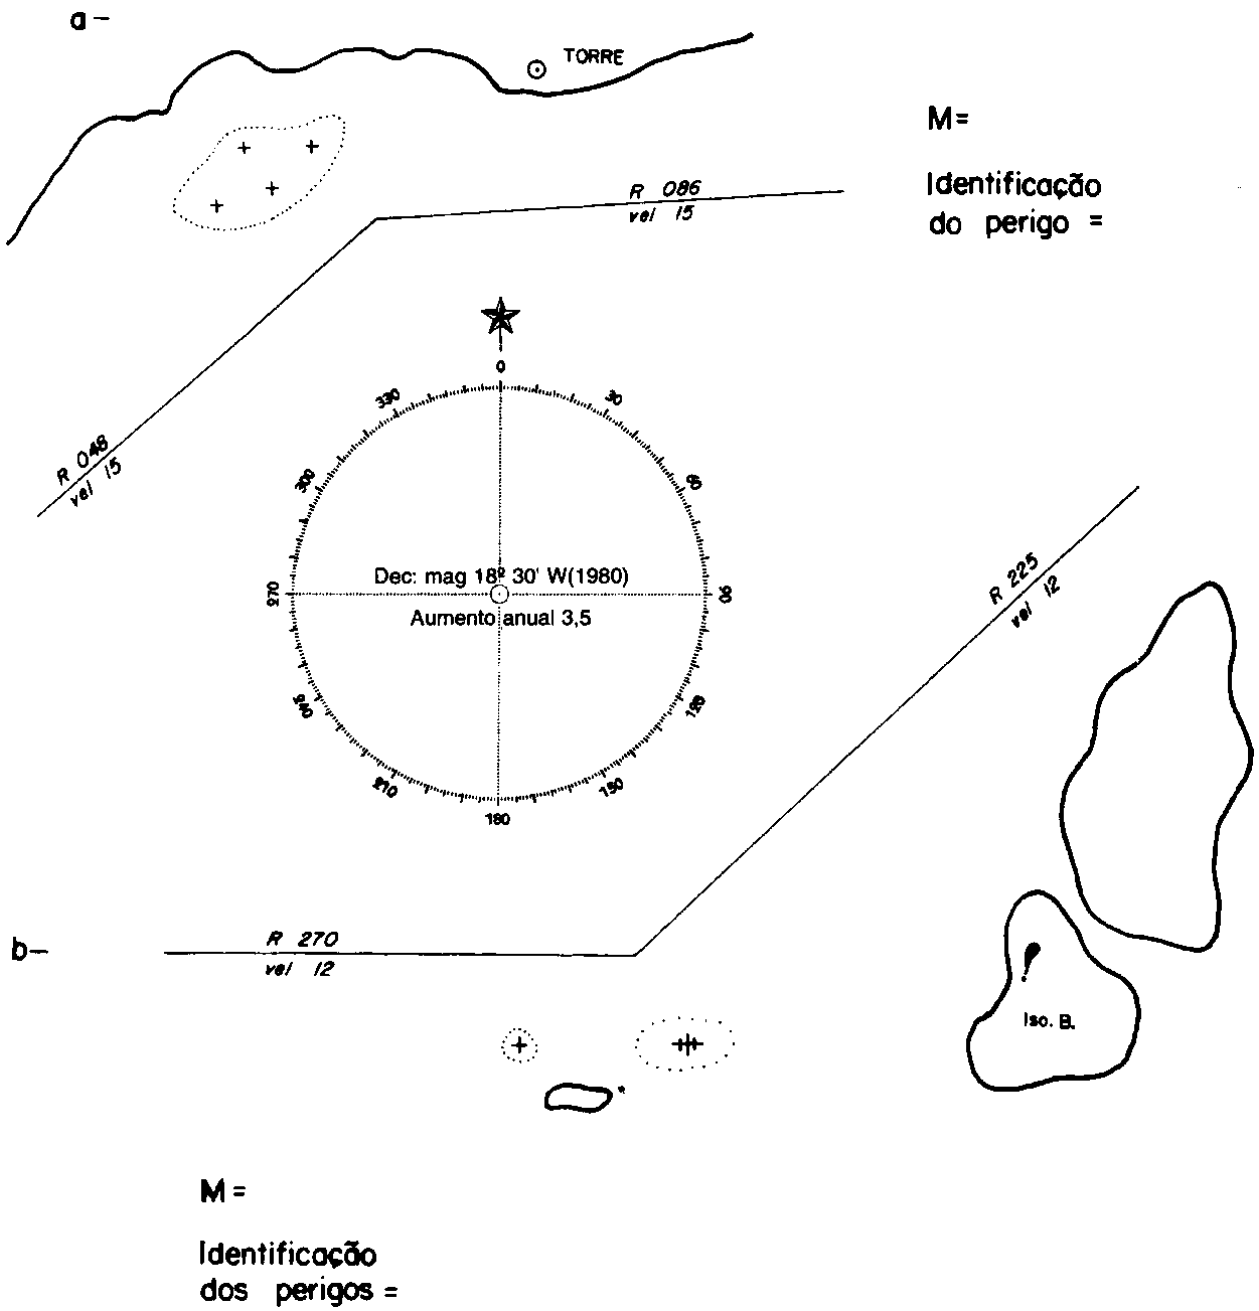 a-
TORRE
M=
Identificação
do perigo =
R 086
vel 15
R 048
vel 15
0
30
60
90
120
150
180
210
240
270
300
330
Dec: mag 18º 30' W(1980)
Aumento anual 3,5
R 225
vel 12
b-
R 270
vel 12
Iso. B.
M=
Identificação
dos perigos =